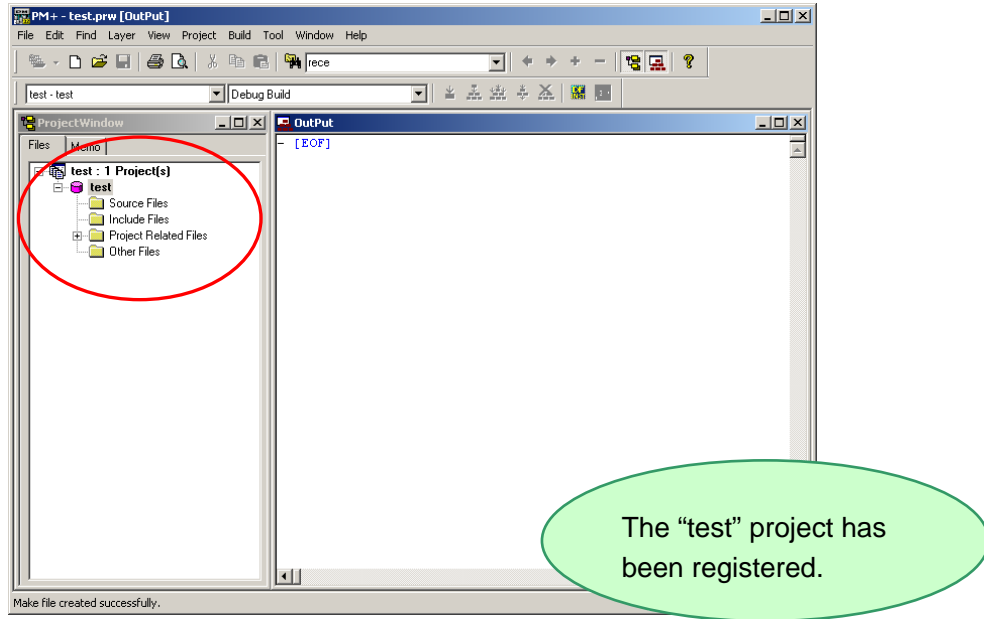 PM+ - test.prw [OutPut]
File Edit Find Layer View Project Build Tool Window Help
rece
test - test
Debug Build
ProjectWindow
OutPut
Files
Memo
- [EOF]
test : 1 Project(s)
test
Source Files
Include Files
Project Related Files
Other Files
The “test” project has
been registered.
Make file created successfully.